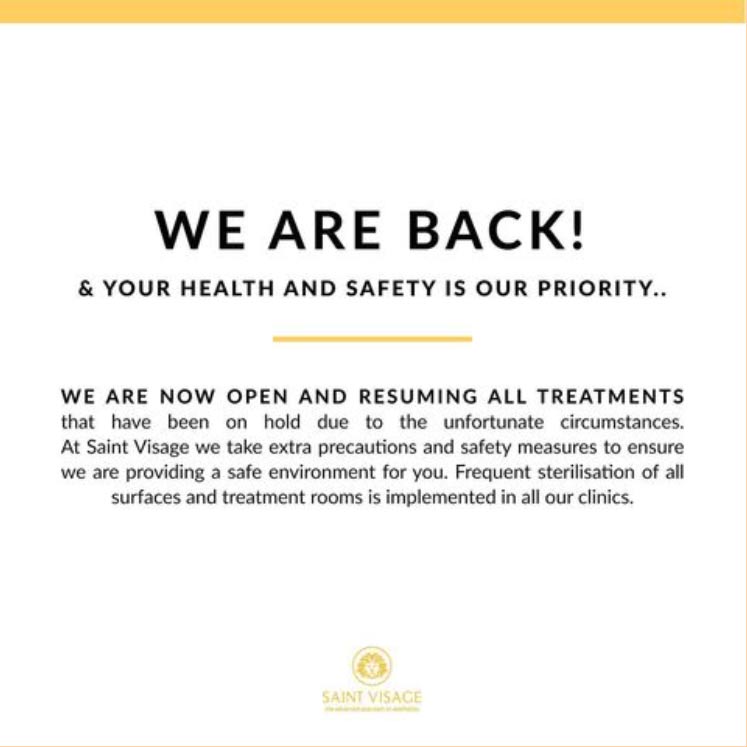 WE ARE BACK!
& YOUR HEALTH AND SAFETY IS OUR PRIORITY..
WE ARE NOW OPEN AND RESUMING ALL TREATMENTS
that have been on hold due to the unfortunate circumstances.
At Saint Visage we take extra precautions and safety measures to ensure
we are providing a safe environment for you. Frequent sterilisation of all
surfaces and treatment rooms is implemented in all our clinics.
SAINT VISAGE